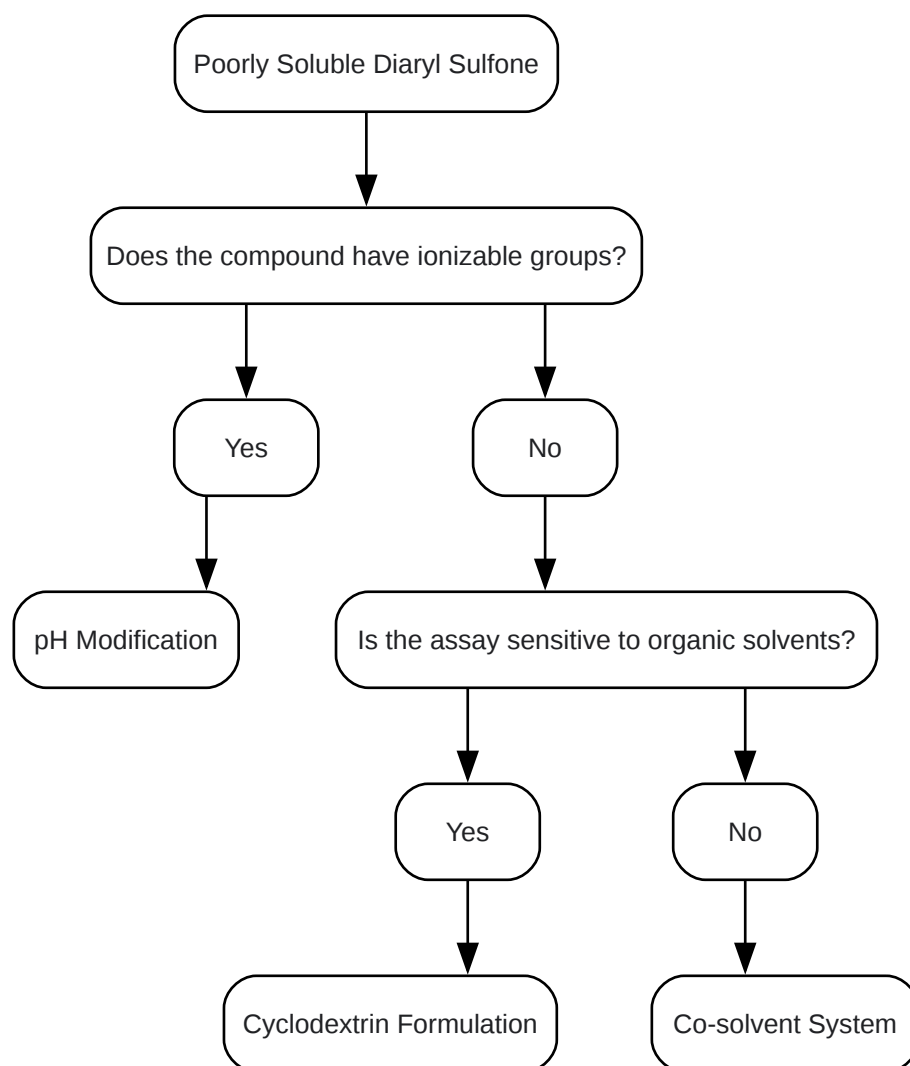 Poorly Soluble Diaryl Sulfone
Does the compound have ionizable groups?
Yes
No
pH Modification
Is the assay sensitive to organic solvents?
Yes
No
Cyclodextrin Formulation
Co-solvent System